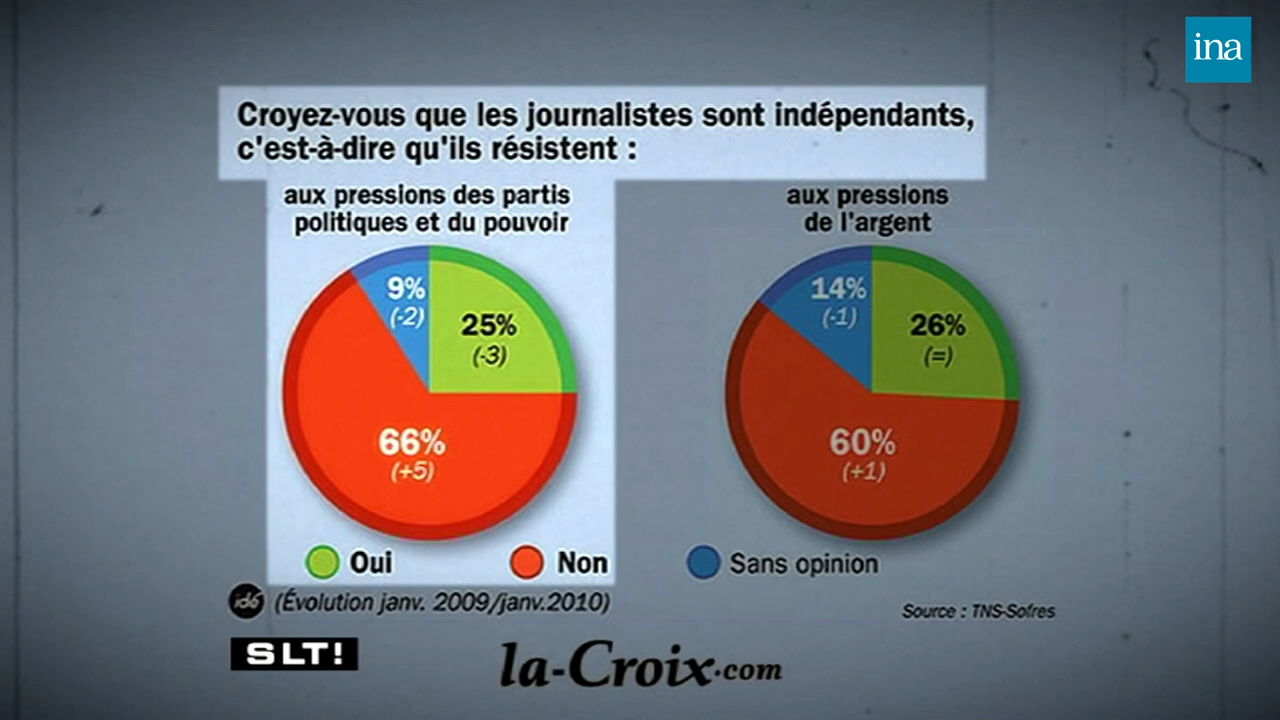 ina
Croyez-vous que les journalistes sont indépendants,
c'est-à-dire qu'ils résistent :
aux pressions des partis
politiques et du pouvoir
aux pressions
de l'argent
9%
(-2)
25%
(-3)
66%
(+5)
14%
(-1)
26%
(=)
60%
(+1)
Oui
Non
Sans opinion
idé (Évolution janv. 2009/janv.2010)
Source : TNS-Sofres
SLT!
la-Croix.com